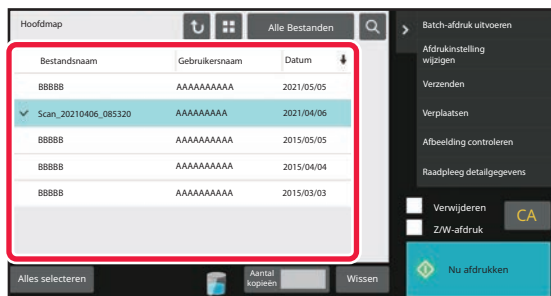 Hoofdmap
Alle Bestanden
Bestandsnaam Gebruikersnaam Datum
BBBBB AAAAAAAAAA 2021/05/05
Scan_20210406_085320 AAAAAAAAA 2021/04/06
BBBBB AAAAAAAAAA 2015/05/05
BBBBB AAAAAAAAAA 2015/04/04
BBBBB AAAAAAAAAA 2015/03/03
Alles selecteren
Aantal
kopieën
Wissen
Batch-afdruk uitvoeren
Afdrukinstelling
wijzigen
Verzenden
Verplaatsen
Afbeelding controleren
Raadpleeg detailgegevens
Verwijderen
Z/W-afdruk
CA
Nu afdrukken